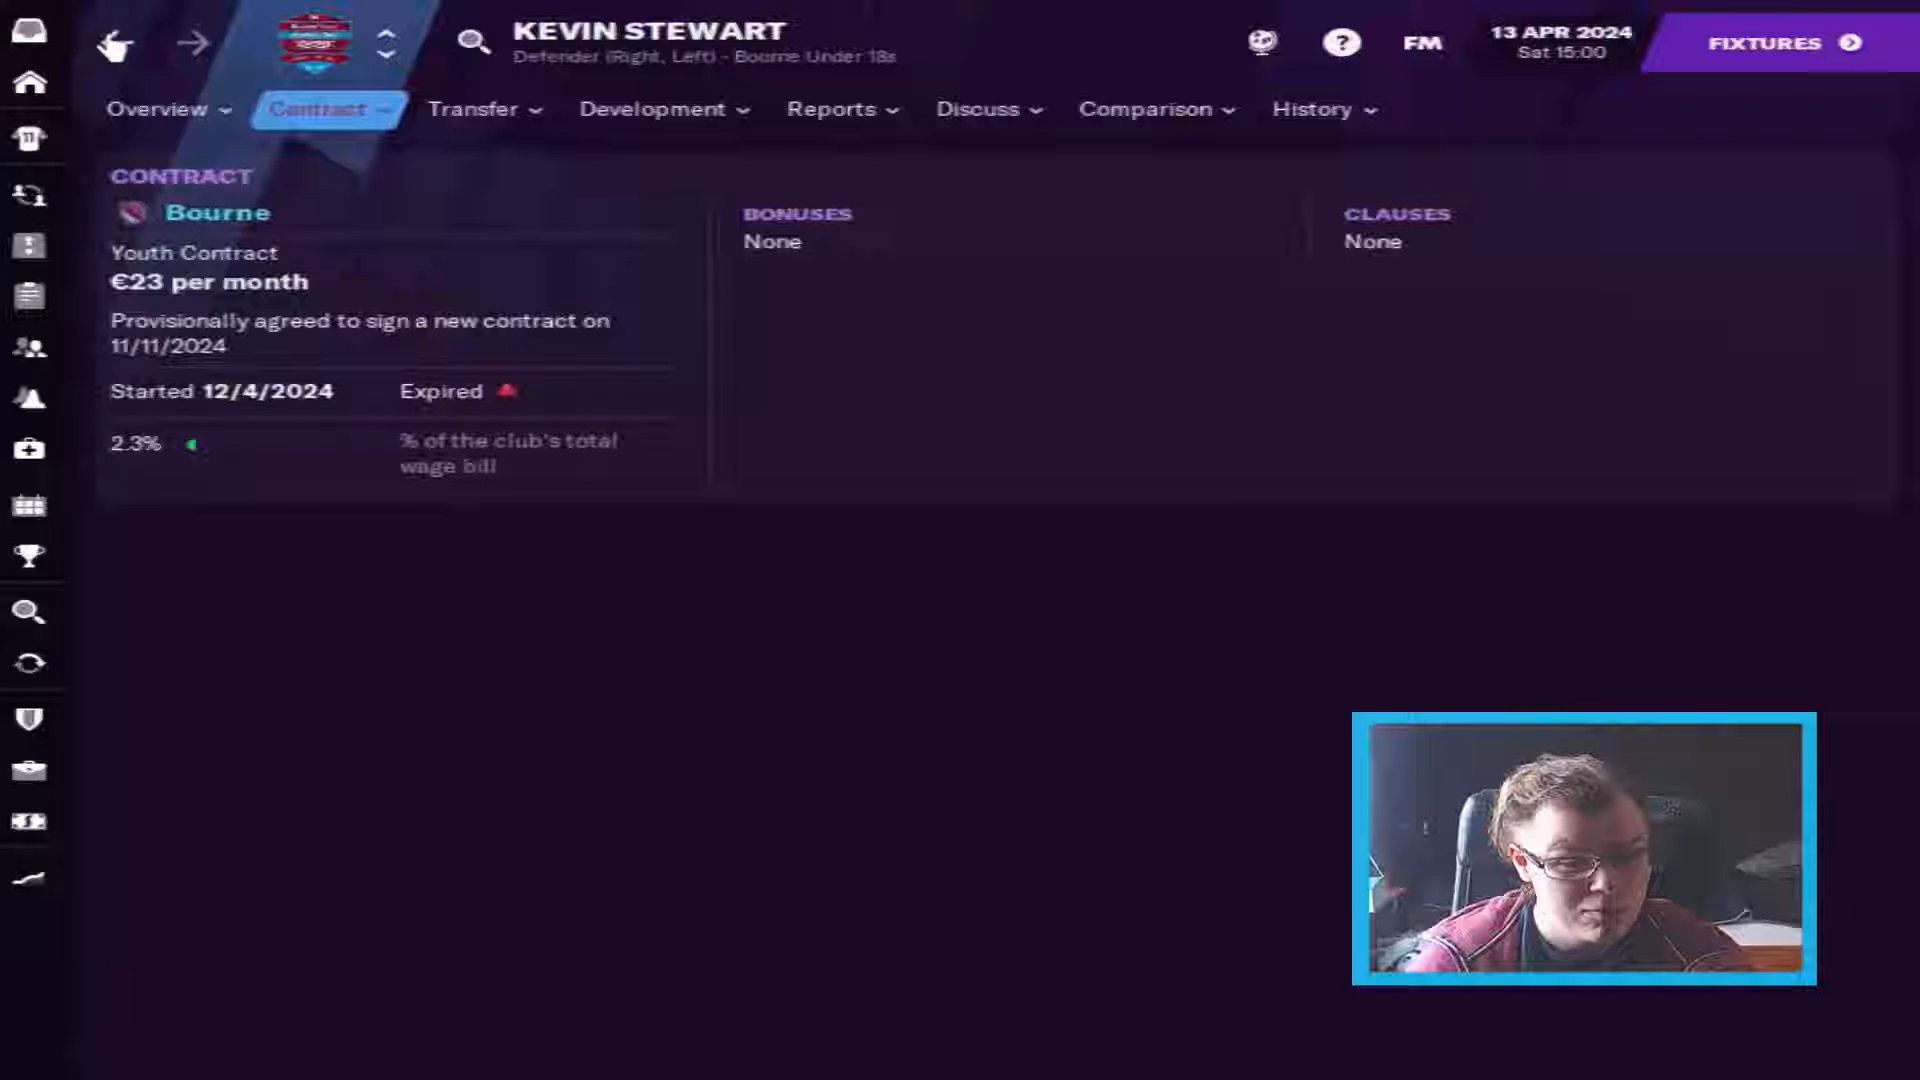 KEVIN STEWART
Defender (Right, Left) - Bourne Under 18s
FM
13 APR 2024
Sat 15:00
FIXTURES
Overview
Contract
Transfer
Development
Reports
Discuss
Comparison
History
CONTRACT
Bourne
Youth Contract
€23 per month
Provisionally agreed to sign a new contract on
11/11/2024
Started 12/4/2024
Expired
2.3%
% of the club's total
wage bill
BONUSES
None
CLAUSES
None